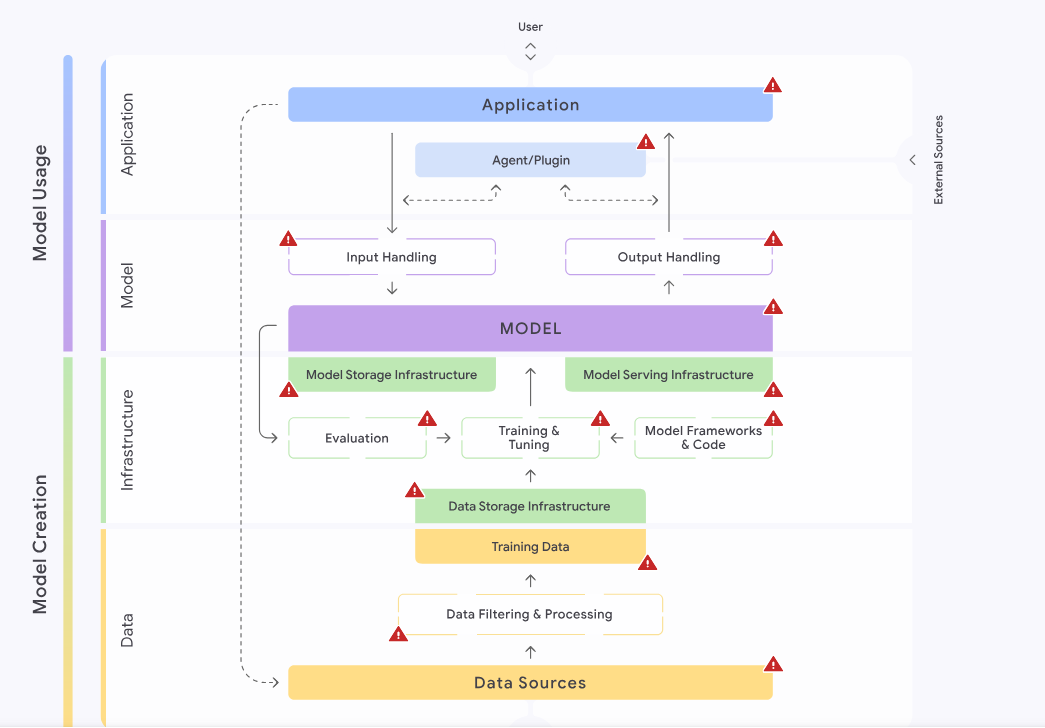 User
Application
Agent/Plugin
External Sources
Model Usage
Application
Input Handling
Output Handling
Model
MODEL
Model Storage Infrastructure
Model Serving Infrastructure
Infrastructure
Evaluation
Training &
Tuning
Model Frameworks
& Code
Data Storage Infrastructure
Model Creation
Training Data
Data Filtering & Processing
Data
Data Sources